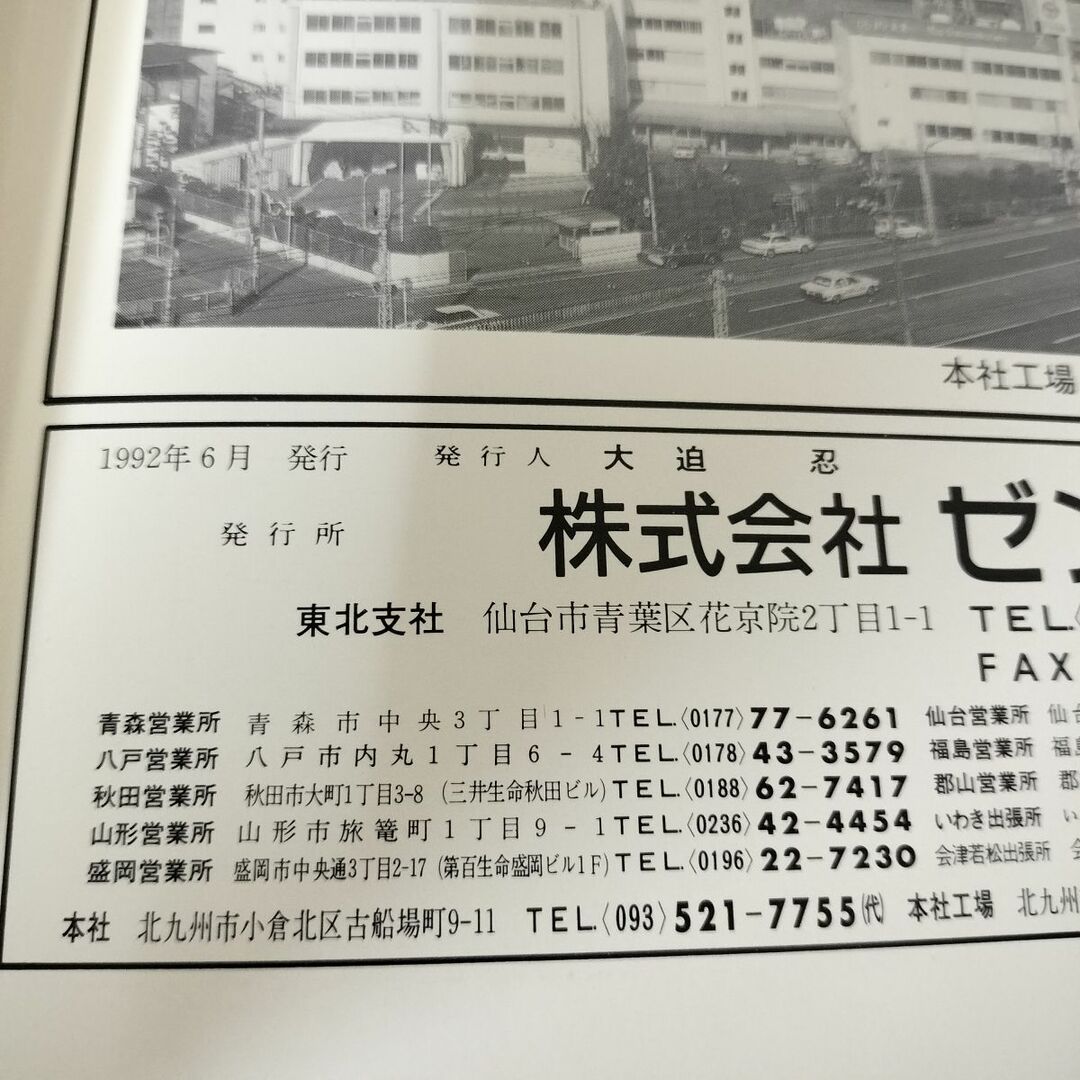 本社工場
1992年6月 発行 発行人 大迫 忍
発行所 株式会社 ゼン
東北支社 仙台市青葉区花京院2丁目1-1 TEL.
FAX
青森営業所 青森市中央3丁目1-1 TEL.〈0177〉77-6261 仙台営業所 仙台
八戸営業所 八戸市内丸1丁目6-4 TEL.〈0178〉43-3579 福島営業所 福
秋田営業所 秋田市大町1丁目3-8 (三井生命秋田ビル) TEL.〈0188〉62-7417 郡山営業所 郡
山形営業所 山形市旅篭町1丁目9-1 TEL.〈0236〉42-4454 いわき出張所 い
盛岡営業所 盛岡市中央通3丁目2-17 (第百生命盛岡ビル1F) TEL.〈0196〉22-7230 会津若松出張所 会
本社 北九州市小倉北区古船場町9-11 TEL.〈093〉521-7755㈹ 本社工場 北九州